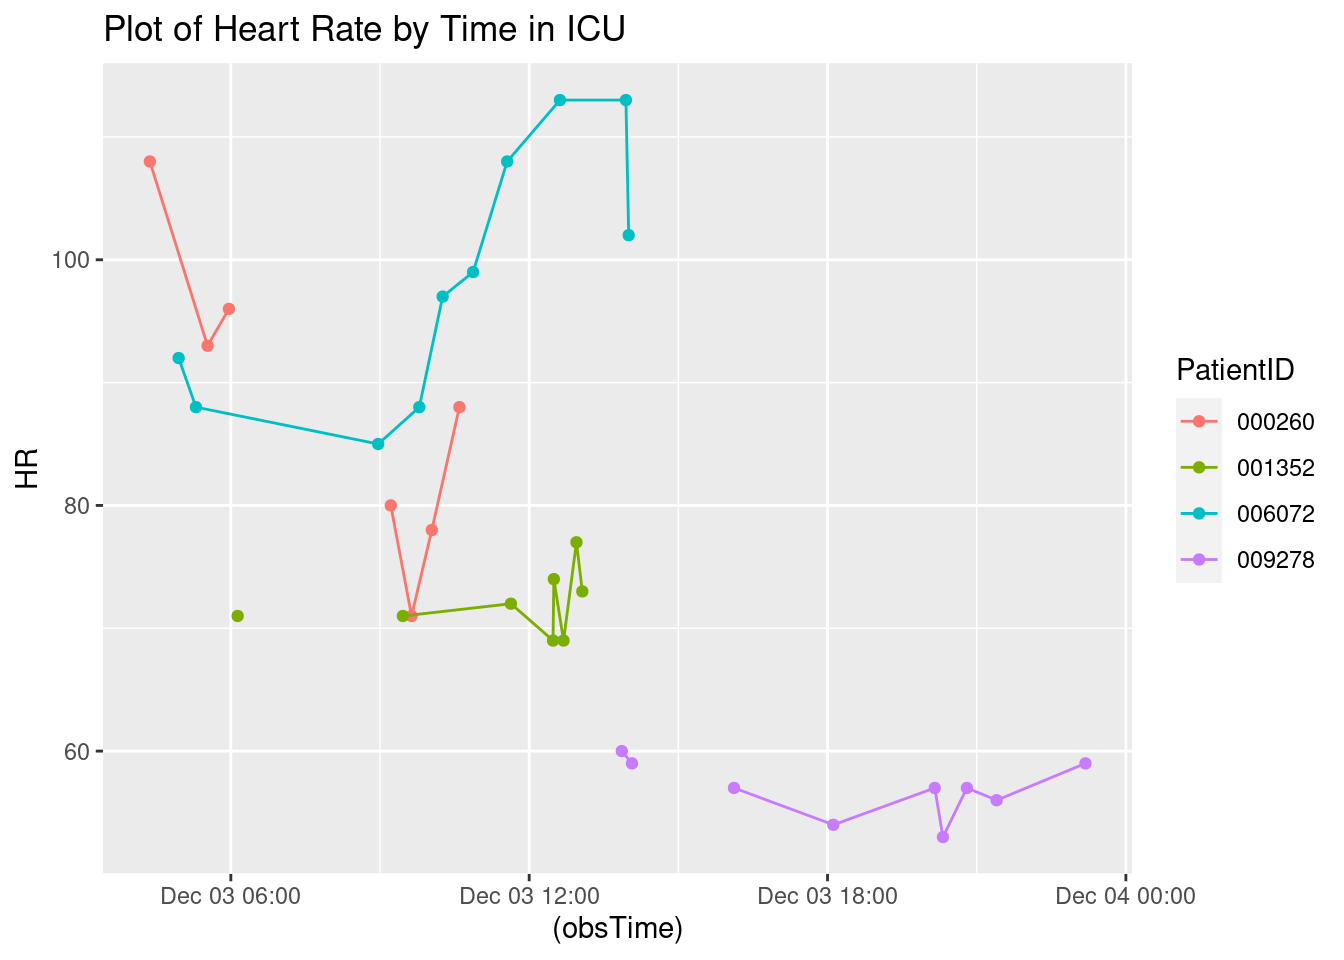 Plot of Heart Rate by Time in ICU
100
80
60
HR
Dec 03 06:00
Dec 03 12:00
Dec 03 18:00
Dec 04 00:00
(obsTime)
PatientID
000260
001352
006072
009278